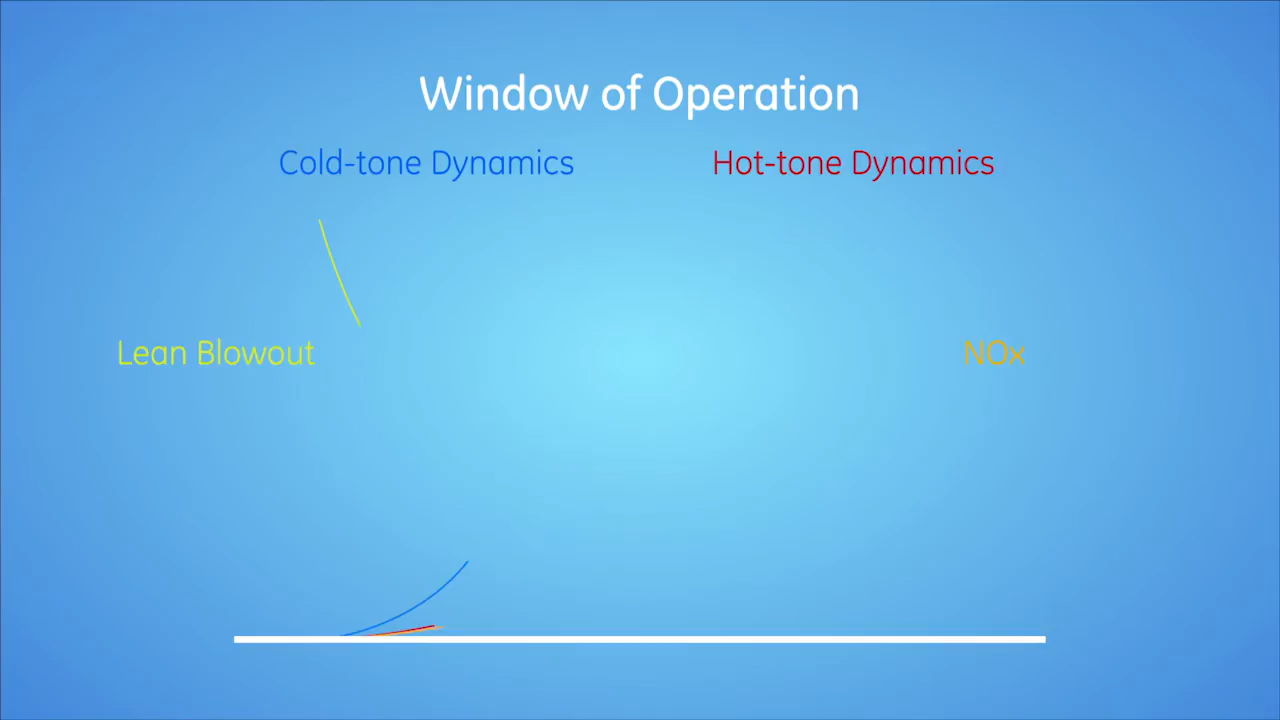 Window of Operation
Cold-tone Dynamics
Hot-tone Dynamics
Lean Blowout
NOx